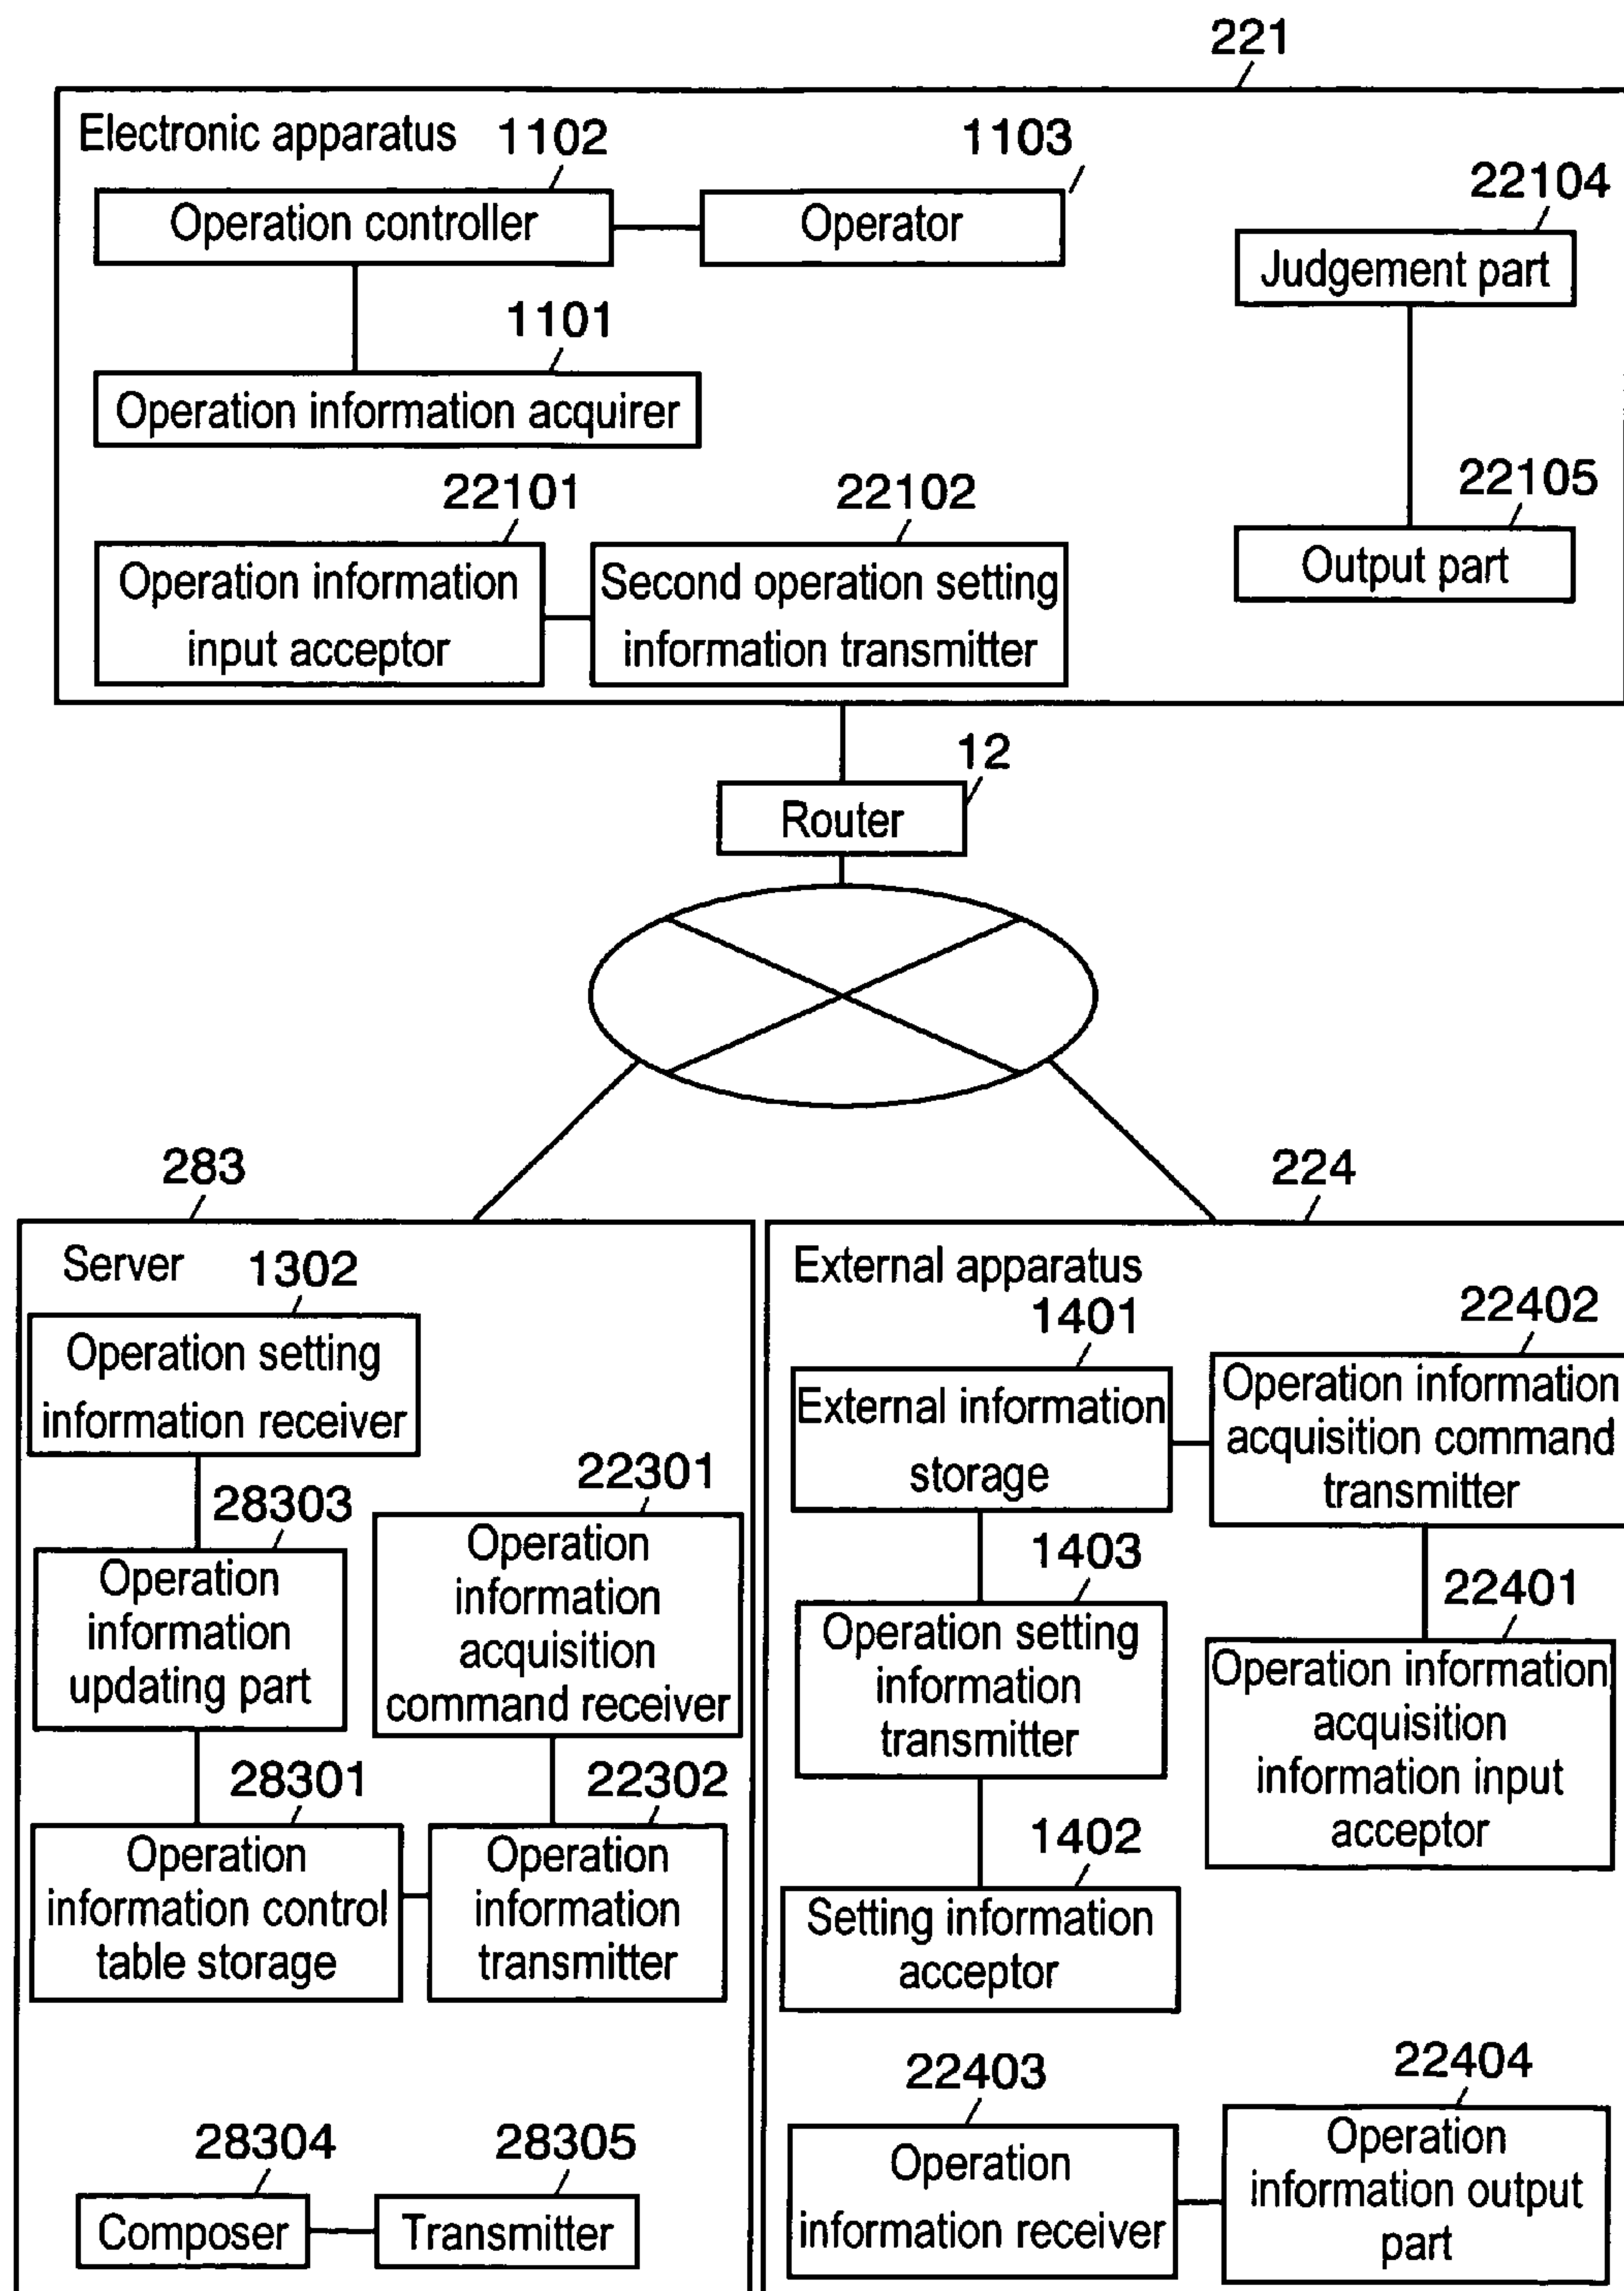 221
Electronic apparatus
1102
1103
Operation controller
Operator
22104
Judgement part
1101
Operation information acquirer
22101
22102
22105
Operation information
input acceptor
Second operation setting
information transmitter
Output part
12
Router
283
224
Server
1302
Operation setting
information receiver
28303
22301
Operation
information
updating part
Operation
information
acquisition
command receiver
28301
22302
Operation
information control
table storage
Operation
information
transmitter
28304
28305
Composer
Transmitter
External apparatus
1401
22402
External information
storage
Operation information
acquisition command
transmitter
1403
22401
Operation setting
information
transmitter
Operation information
acquisition
information input
acceptor
1402
Setting information
acceptor
22403
22404
Operation
information receiver
Operation
information output
part